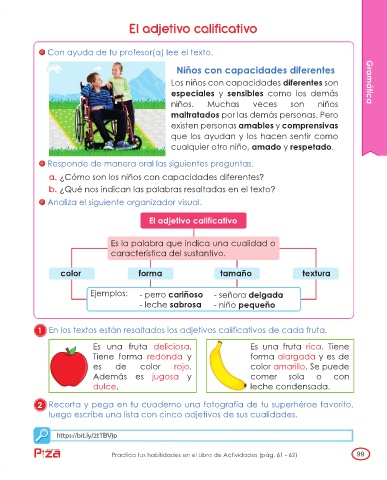 El adjetivo calificativo
Con ayuda de tu profesor(a) lee el texto.
Niños con capacidades diferentes
Los niños con capacidades diferentes son
especiales y sensibles como los demás
niños. Muchas veces son niños
maltratados por las demás personas. Pero
existen personas amables y comprensivas
que los ayudan y los hacen sentir como
cualquier otro niño, amado y respetado.
Gramática
Responde de manera oral las siguientes preguntas.
a. ¿Cómo son los niños con capacidades diferentes?
b. ¿Qué nos indican las palabras resaltadas en el texto?
Analiza el siguiente organizador visual.
El adjetivo calificativo
Es la palabra que indica una cualidad o
característica del sustantivo.
color forma tamaño textura
Ejemplos: - perro cariñoso - señora delgada
- leche sabrosa - niño pequeño
1 En los textos están resaltados los adjetivos calificativos de cada fruta.
Es una fruta deliciosa.
Tiene forma redonda y
es de color rojo.
Además es jugosa y
dulce.
Es una fruta rica. Tiene
forma alargada y es de
color amarillo. Se puede
comer sola o con
leche condensada.
2 Recorta y pega en tu cuaderno una fotografía de tu superhéroe favorito,
luego escribe una lista con cinco adjetivos de sus cualidades.
https://bit.ly/2tTBVjp
Piza
Practica tus habilidades en el Libro de Actividades (pág. 61 - 62)
99